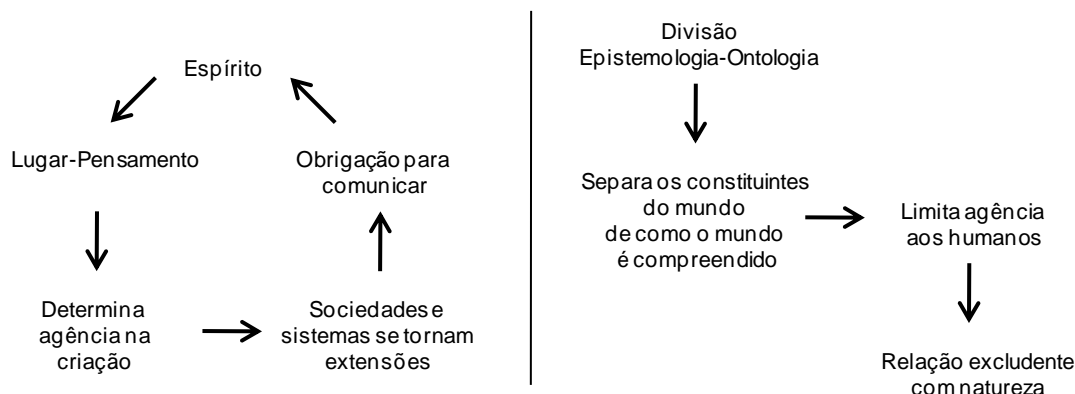 Espírito
Lugar-Pensamento
Obrigação para
comunicar
Determina
agência na
criação
Sociedades e
sistemas se tornam
extensões
Divisão
Epistemologia-Ontologia
Separa os constituintes
do mundo
de como o mundo
é compreendido
Limita agência
aos humanos
Relação excludente
com natureza